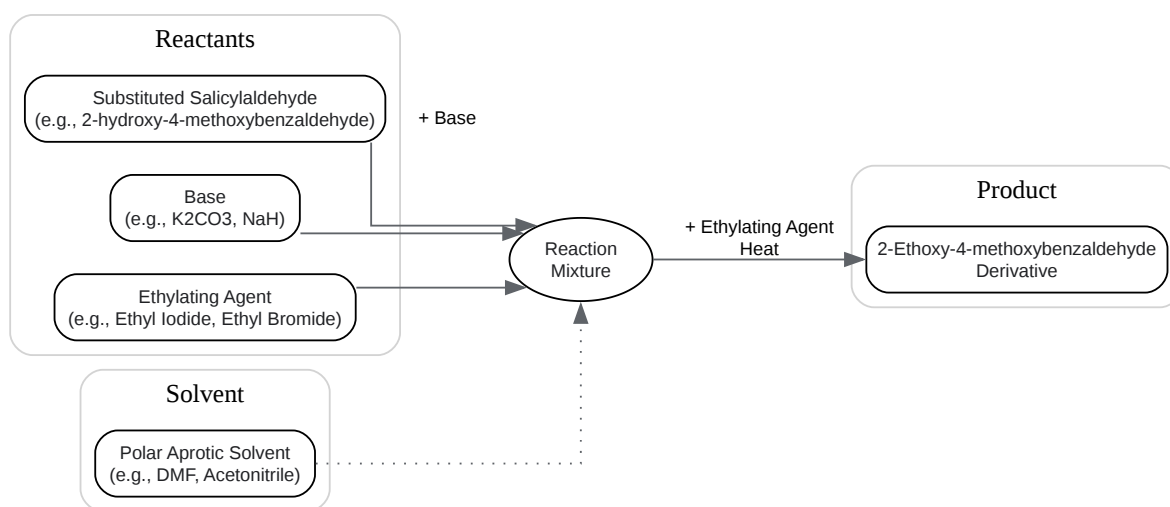 Reactants
Substituted Salicylaldehyde
(e.g., 2-hydroxy-4-methoxybenzaldehyde)
+ Base
Base
(e.g., K2CO3, NaH)
Ethylating Agent
(e.g., Ethyl Iodide, Ethyl Bromide)
Solvent
Polar Aprotic Solvent
(e.g., DMF, Acetonitrile)
Reaction
Mixture
+ Ethylating Agent
Heat
Product
2-Ethoxy-4-methoxybenzaldehyde
Derivative